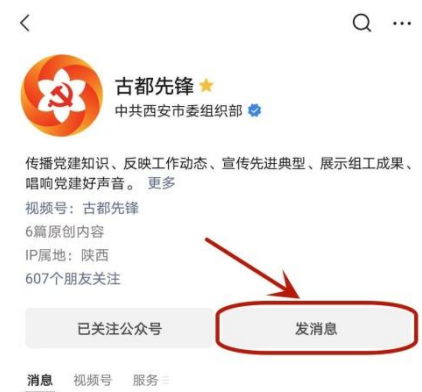 古都先锋
中共西安市委组织部
传播党建知识、反映工作动态、宣传先进典型、展示组工成果、
唱响党建好声音。 更多
视频号：古都先锋
6篇原创内容
IP属地：陕西
607个朋友关注
已关注公众号 发消息
消息 视频号 服务